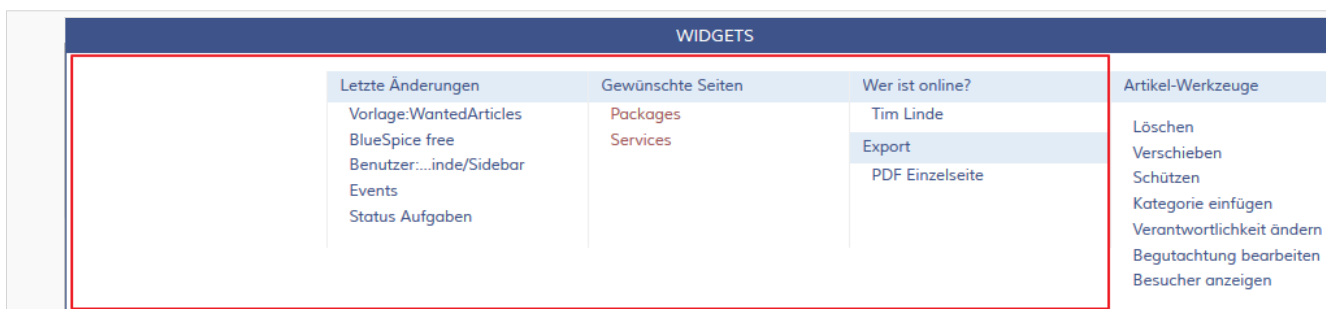 WIDGETS
Letzte Änderungen
Vorlage:WantedArticles
BlueSpice free
Benutzer:...inde/Sidebar
Events
Status Aufgaben
Gewünschte Seiten
Packages
Services
Wer ist online?
Tim Linde
Export
PDF Einzelseite
Artikel-Werkzeuge
Löschen
Verschieben
Schützen
Kategorie einfügen
Verantwortlichkeit ändern
Begutachtung bearbeiten
Besucher anzeigen